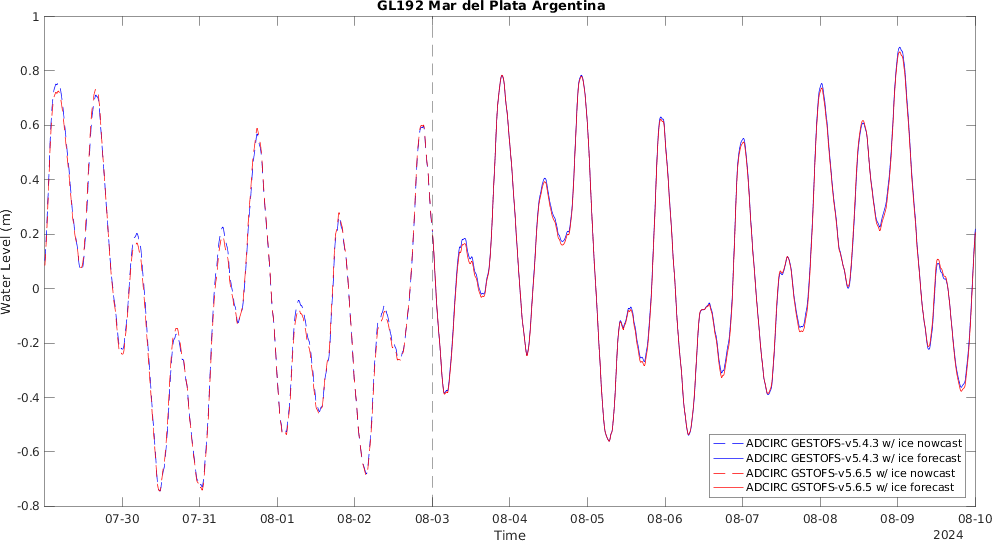 GL192 Mar del Plata Argentina
1
0.8
0.6
0.4
0.2
0
-0.2
-0.4
-0.6
-0.8
Water Level (m)
ADCIRC GESTOFS-v5.4.3 w/ ice nowcast
ADCIRC GESTOFS-v5.4.3 w/ ice forecast
ADCIRC GSTOFS-v5.6.5 w/ ice nowcast
ADCIRC GSTOFS-v5.6.5 w/ ice forecast
07-30 07-31 08-01 08-02 08-03 08-04 08-05 08-06 08-07 08-08 08-09 08-10
Time 2024